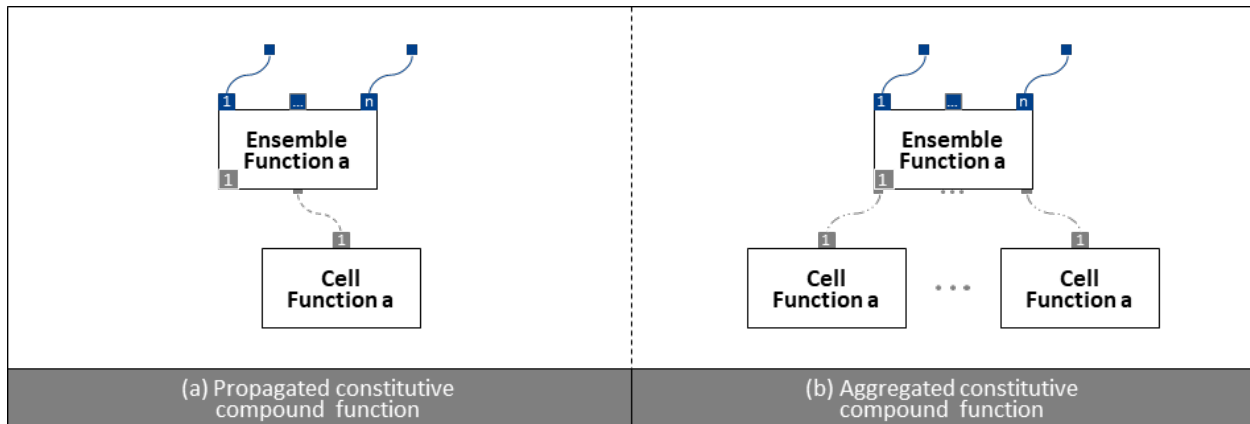 1 ... n
Ensemble
Function a
1
1
Cell
Function a
(a) Propagated constitutive
compound function
1 ... n
Ensemble
Function a
1
...
1 1
Cell
Function a
...
Cell
Function a
(b) Aggregated constitutive
compound function